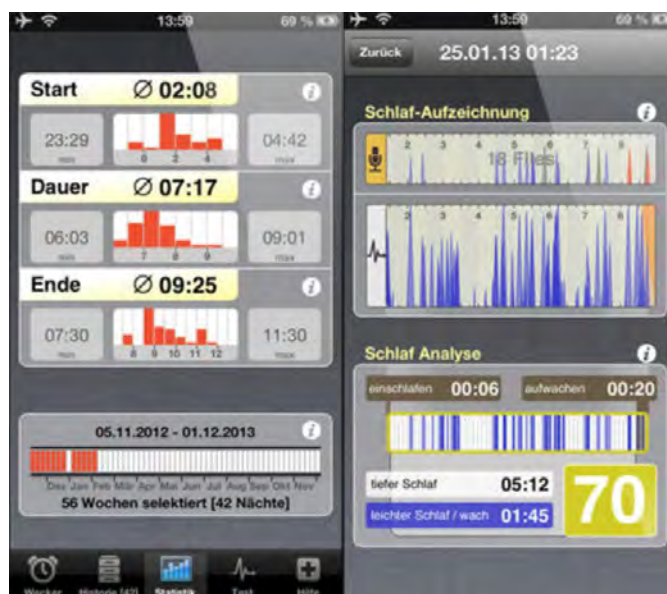 13:59
69 %
Start
Ø 02:08
23:29
min
0 2 4
04:42
max
Dauer
Ø 07:17
06:03
min
7 8 9
09:01
max
Ende
Ø 09:25
07:30
min
8 9 10 11 12
11:30
max
05.11.2012 - 01.12.2013
Dez Jan Feb Mär Apr Mai Jun Jul Aug Sep Okt Nov
56 Wochen selektiert [42 Nächte]
Wecker
Historie [42]
Statistik
Test
Hilfe
13:59
69 %
Zurück
25.01.13 01:23
Schlaf-Aufzeichnung
2 3 4 5 6 7 8
18 Files
2 3 4 5 6 7 8
Schlaf Analyse
einschlafen 00:06
aufwachen 00:20
tiefer Schlaf 05:12
leichter Schlaf / wach 01:45
70